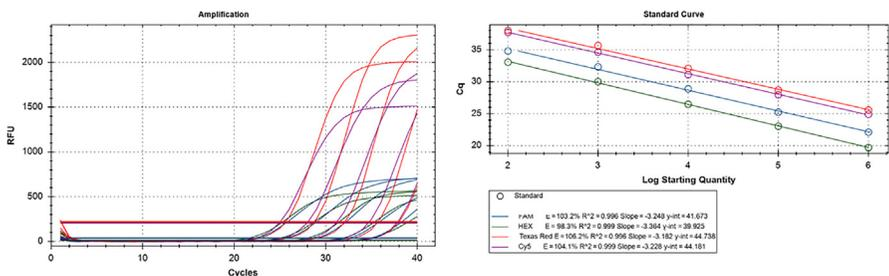 Amplification
2000
1500
1000
500
0
RFU
0 10 20 30 40
Cycles
Standard Curve
35
30
25
20
Cq
2 3 4 5 6
Log Starting Quantity
Standard
FAM E =103.2% R^2 = 0.996 Slope = -3.248 y-int = 41.673
HEX E = 98.3% R^2 = 0.999 Slope = -3.364 y-int = 39.925
Texas Red E = 106.2% R^2 = 0.996 Slope = -3.182 y-int = 44.738
Cy5 E = 104.1% R^2 = 0.999 Slope = -3.228 y-int = 44.181